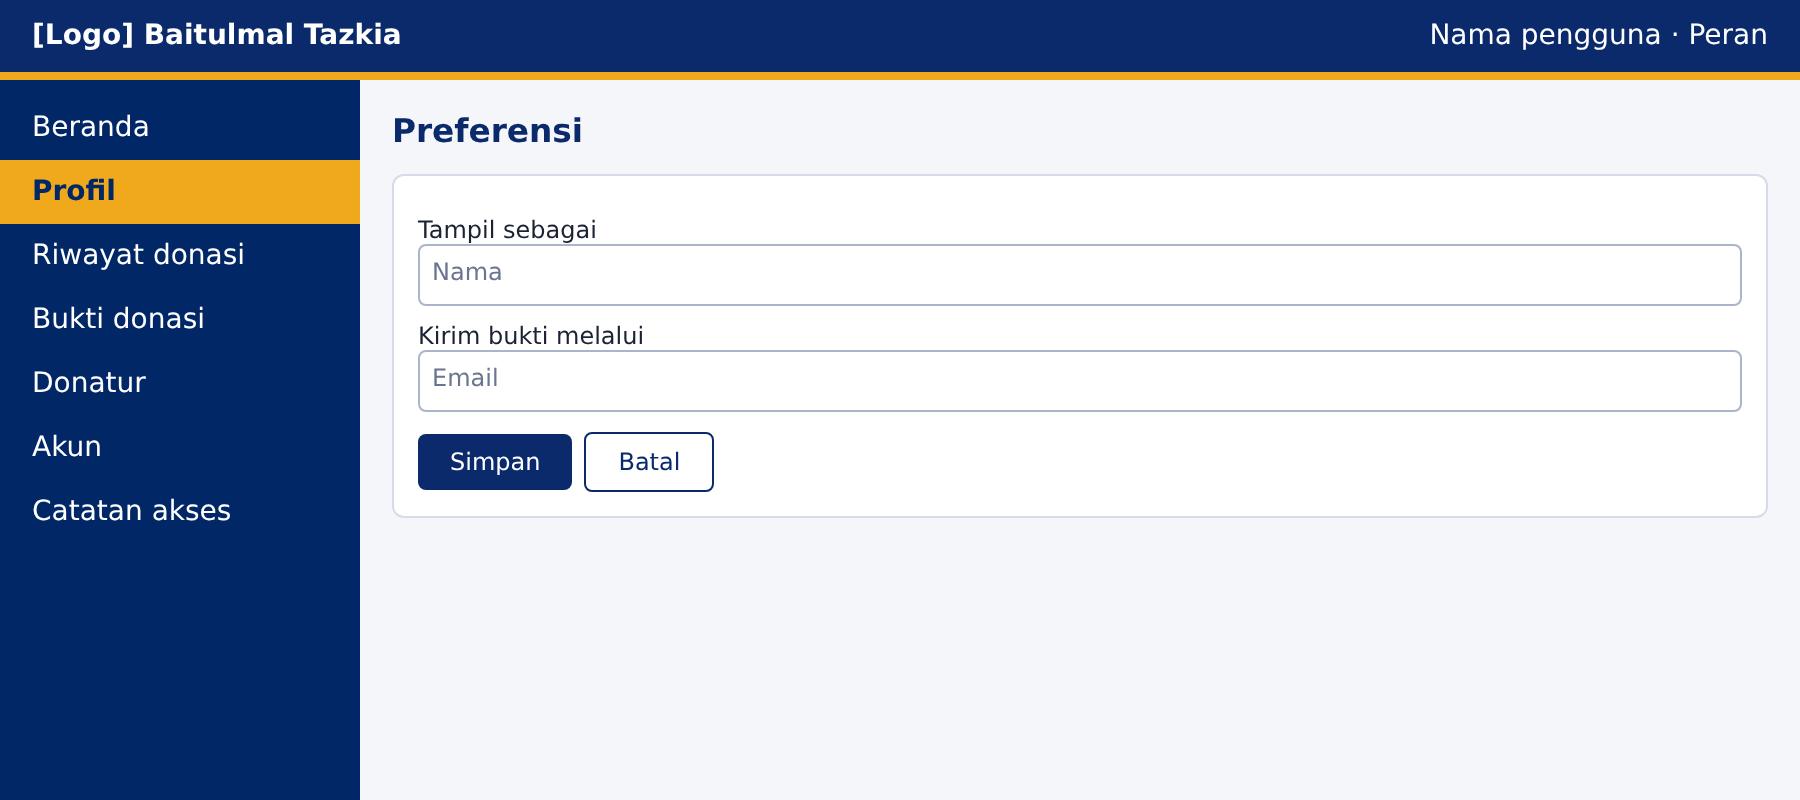 [Logo] Baitulmal Tazkia
Nama pengguna · Peran
Beranda
Profil
Riwayat donasi
Bukti donasi
Donatur
Akun
Catatan akses
Preferensi
Tampil sebagai
Nama
Kirim bukti melalui
Email
Simpan
Batal